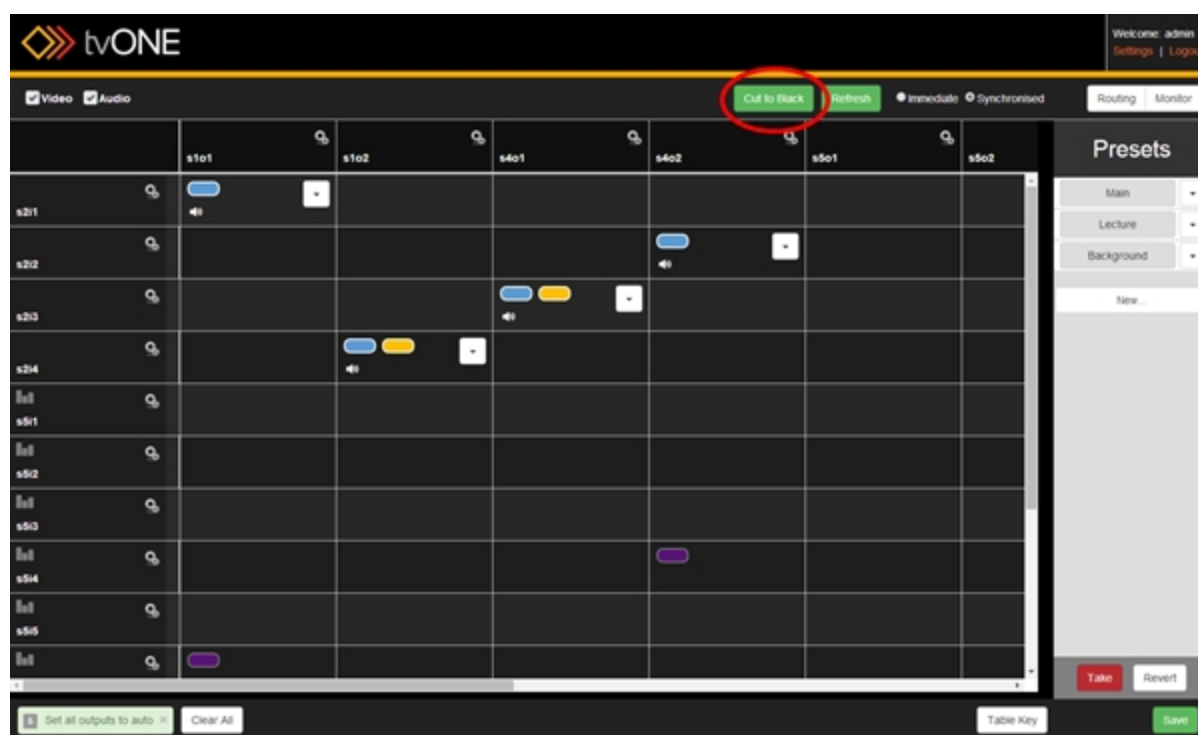 tvONE
Welcome: admin
Settings | Logou
Video Audio
Cut to Black Refresh Immediate Synchronised Routing Monitor
s1o1 s1o2 s4o1 s4o2 s5o1 s5o2
Presets
s2i1
Main
s2i2
Lecture
Background
s2i3
New...
s2i4
s5i1
s5i2
s5i3
s5i4
s5i5
Take Revert
Set all outputs to auto × Clear All Table Key Save